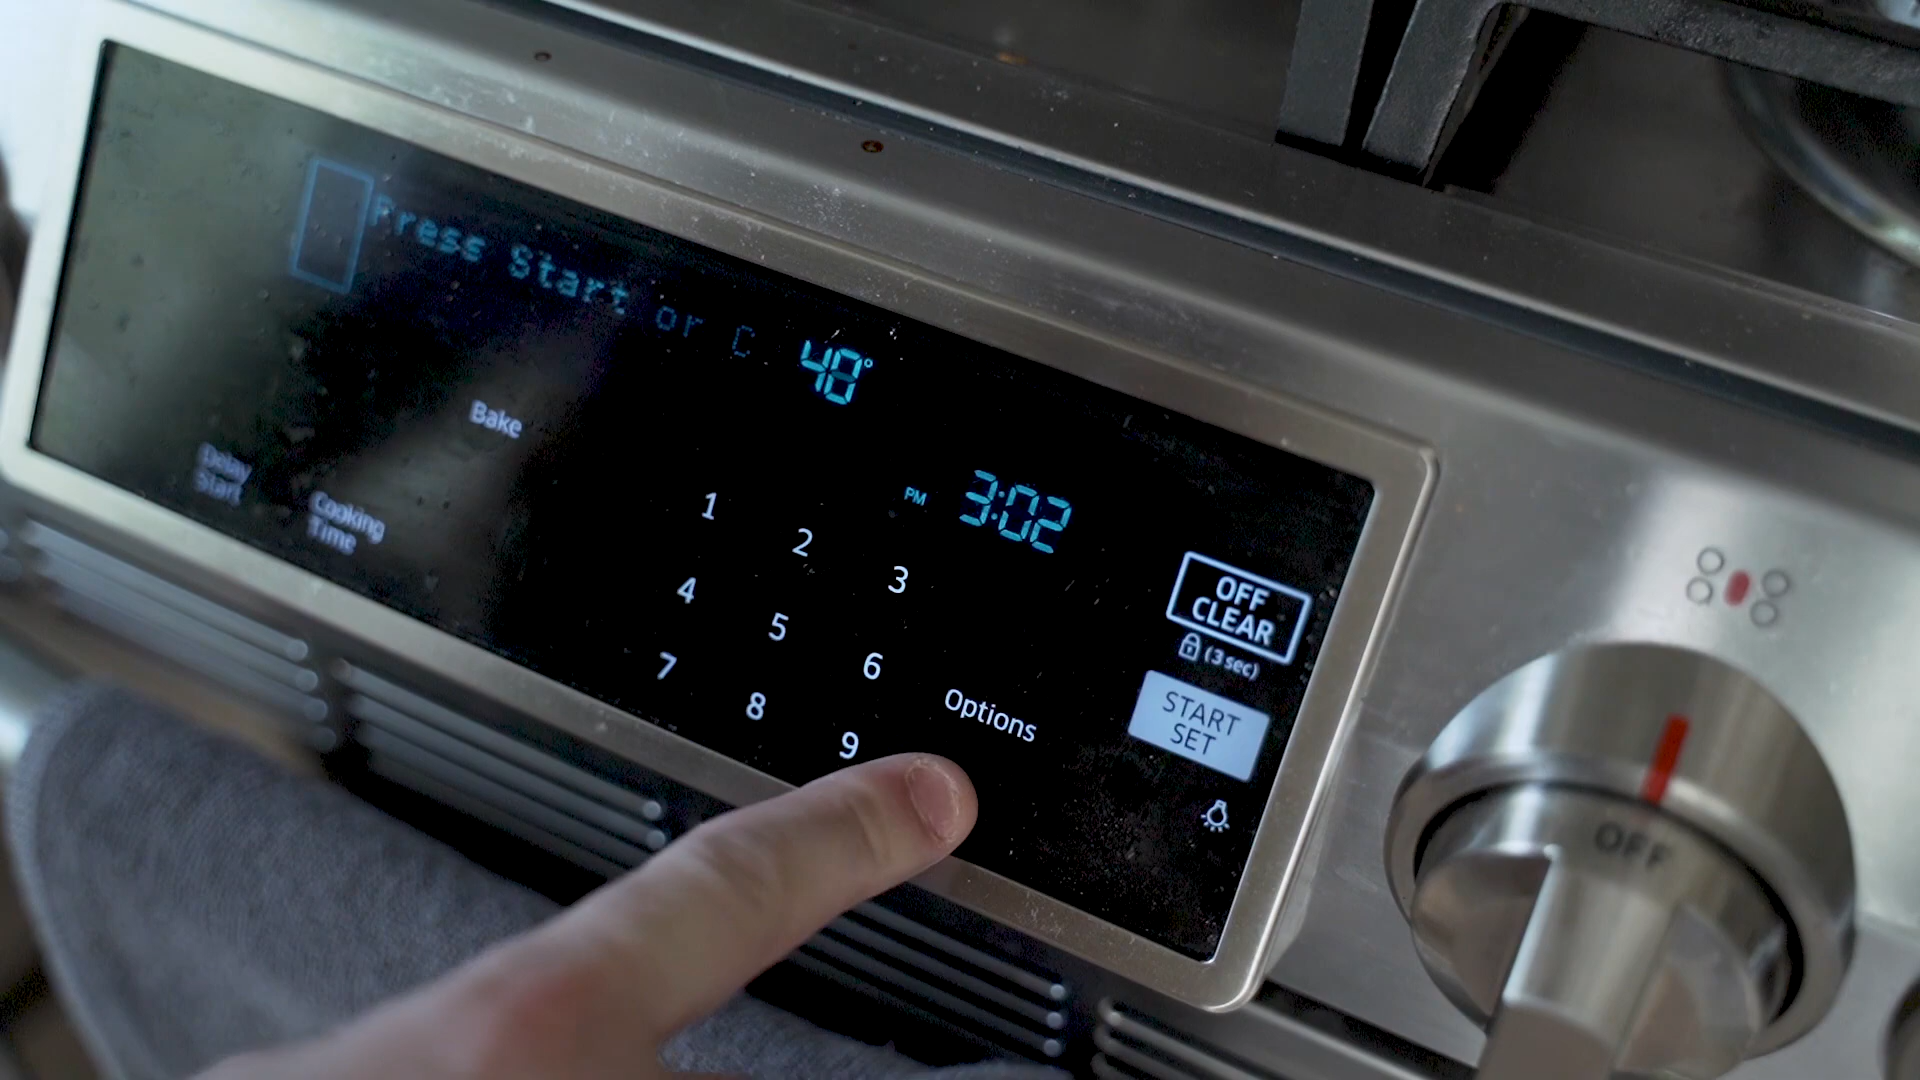 Press Start or C
40°
Bake
PM 3:02
Delay
Start
Cooking
Time
1
2
3
4
5
6
7
8
9
Options
OFF
CLEAR
(3 sec)
START
SET
OFF